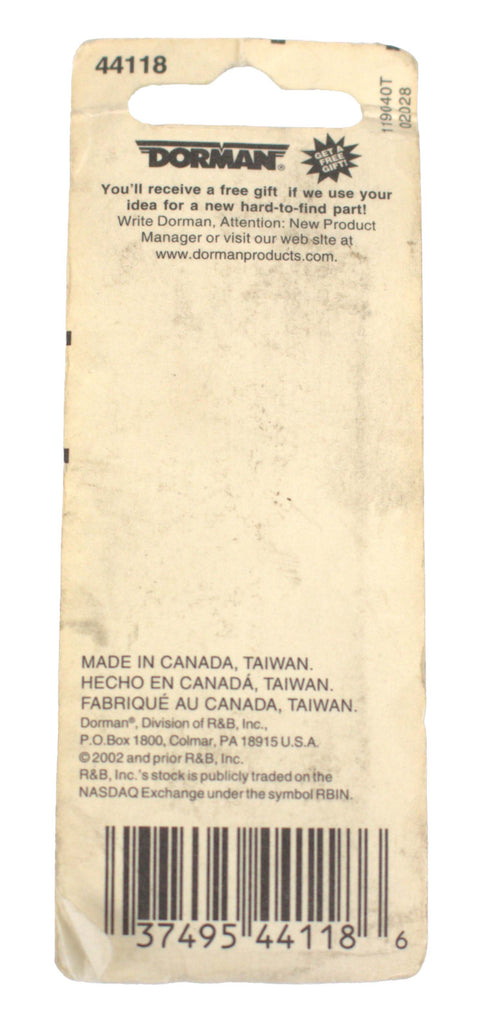 44118
119040T
02028
DORMAN®
GET A
FREE
GIFT!
You'll receive a free gift if we use your
idea for a new hard-to-find part!
Write Dorman, Attention: New Product
Manager or visit our web site at
www.dormanproducts.com.
MADE IN CANADA, TAIWAN.
HECHO EN CANADÁ, TAIWAN.
FABRIQUÉ AU CANADA, TAIWAN.
Dorman®, Division of R&B, Inc.,
P.O.Box 1800, Colmar, PA 18915 U.S.A.
©2002 and prior R&B, Inc.
R&B, Inc.'s stock is publicly traded on the
NASDAQ Exchange under the symbol RBIN.
37495 44118 6